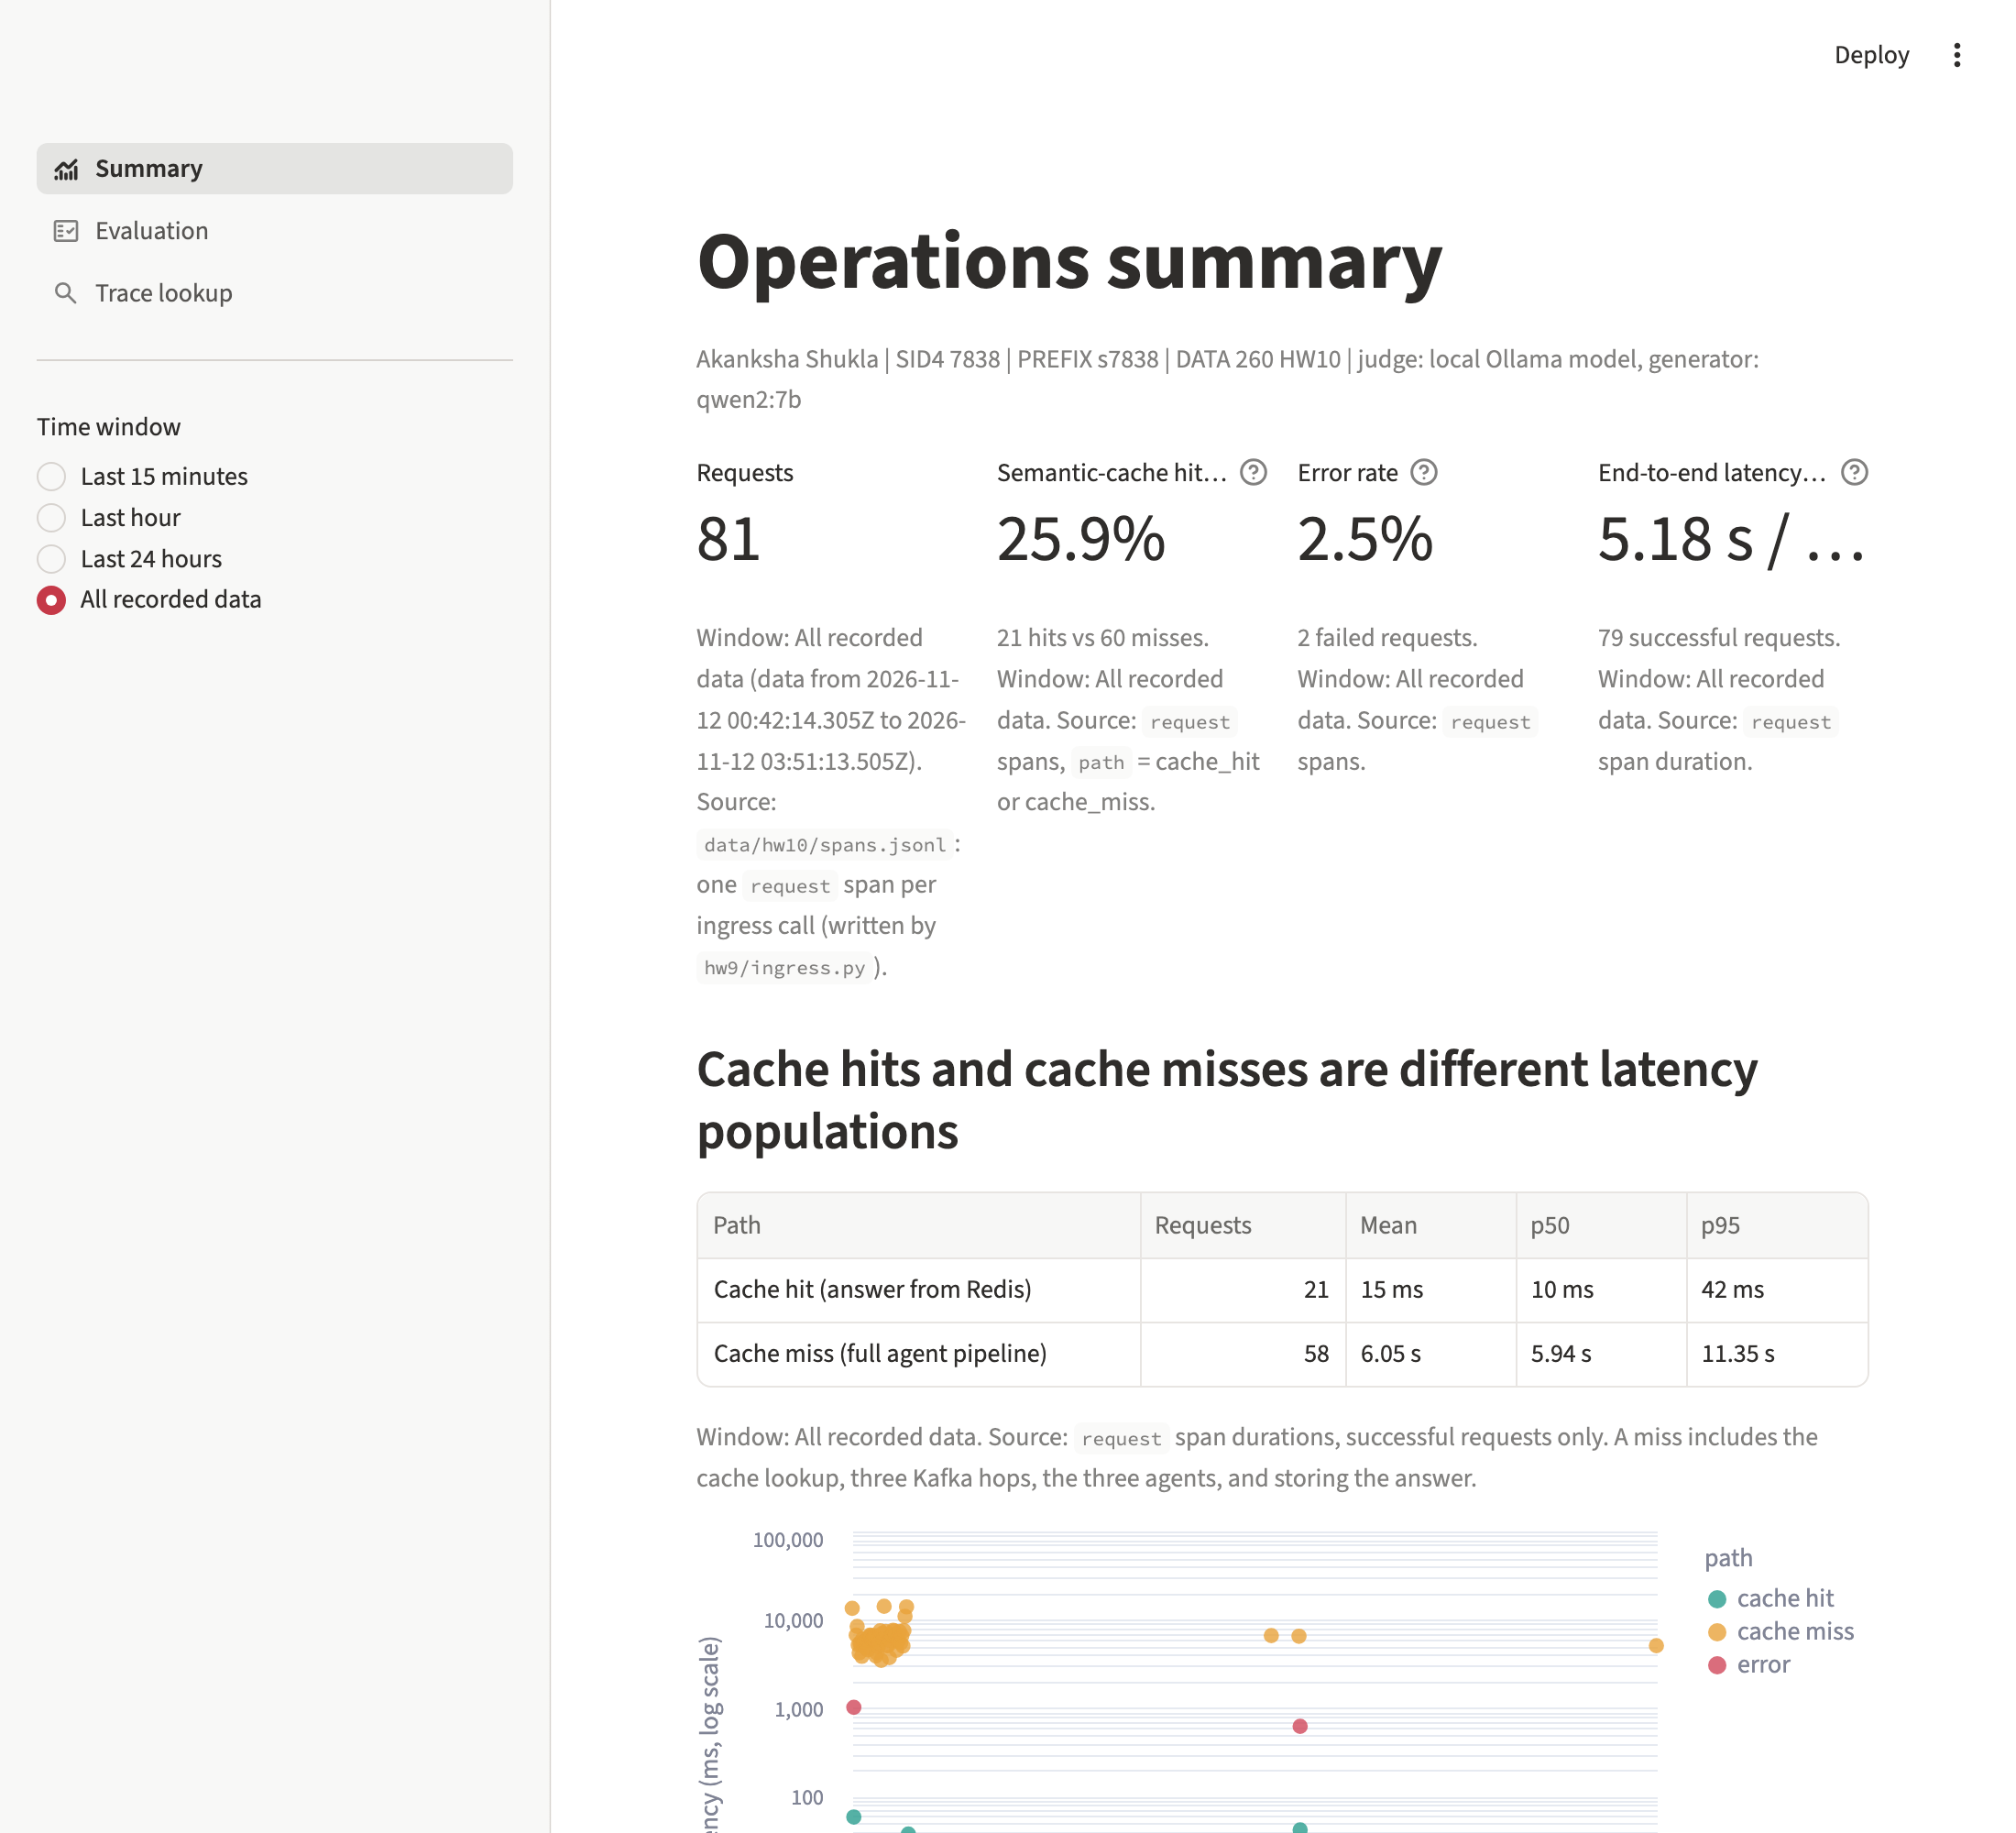 Deploy
Summary
Evaluation
Trace lookup
Time window
Last 15 minutes
Last hour
Last 24 hours
All recorded data
Operations summary
Akanksha Shukla | SID4 7838 | PREFIX s7838 | DATA 260 HW10 | judge: local Ollama model, generator:
qwen2:7b
Requests
81
Window: All recorded
data (data from 2026-11-
12 00:42:14.305Z to 2026-
11-12 03:51:13.505Z).
Source:
data/hw10/spans.jsonl :
one request span per
ingress call (written by
hw9/ingress.py ).
Semantic-cache hit…
25.9%
21 hits vs 60 misses.
Window: All recorded
data. Source: request
spans, path = cache_hit
or cache_miss.
Error rate
2.5%
2 failed requests.
Window: All recorded
data. Source: request
spans.
End-to-end latency…
5.18 s / …
79 successful requests.
Window: All recorded
data. Source: request
span duration.
Cache hits and cache misses are different latency
populations
Path Requests Mean p50 p95
Cache hit (answer from Redis) 21 15 ms 10 ms 42 ms
Cache miss (full agent pipeline) 58 6.05 s 5.94 s 11.35 s
Window: All recorded data. Source: request span durations, successful requests only. A miss includes the
cache lookup, three Kafka hops, the three agents, and storing the answer.
100,000
10,000
1,000
100
ency (ms, log scale)
path
cache hit
cache miss
error